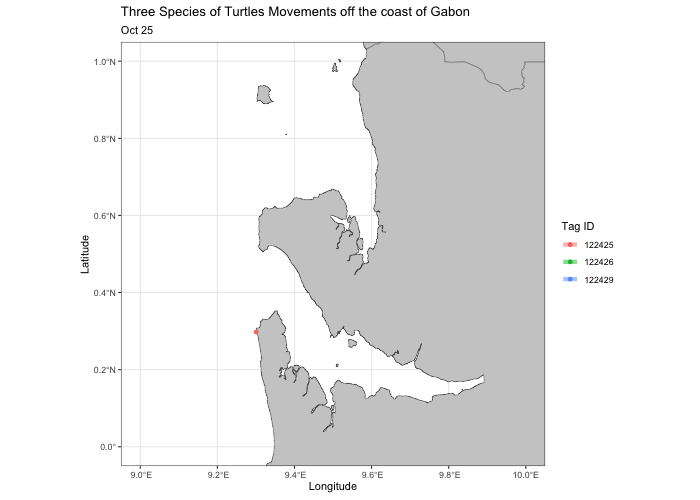 Three Species of Turtles Movements off the coast of Gabon
Oct 25
1.0°N
0.8°N
0.6°N
0.4°N
0.2°N
0.0°
Latitude
9.0°E
9.2°E
9.4°E
9.6°E
9.8°E
10.0°E
Longitude
Tag ID
122425
122426
122429